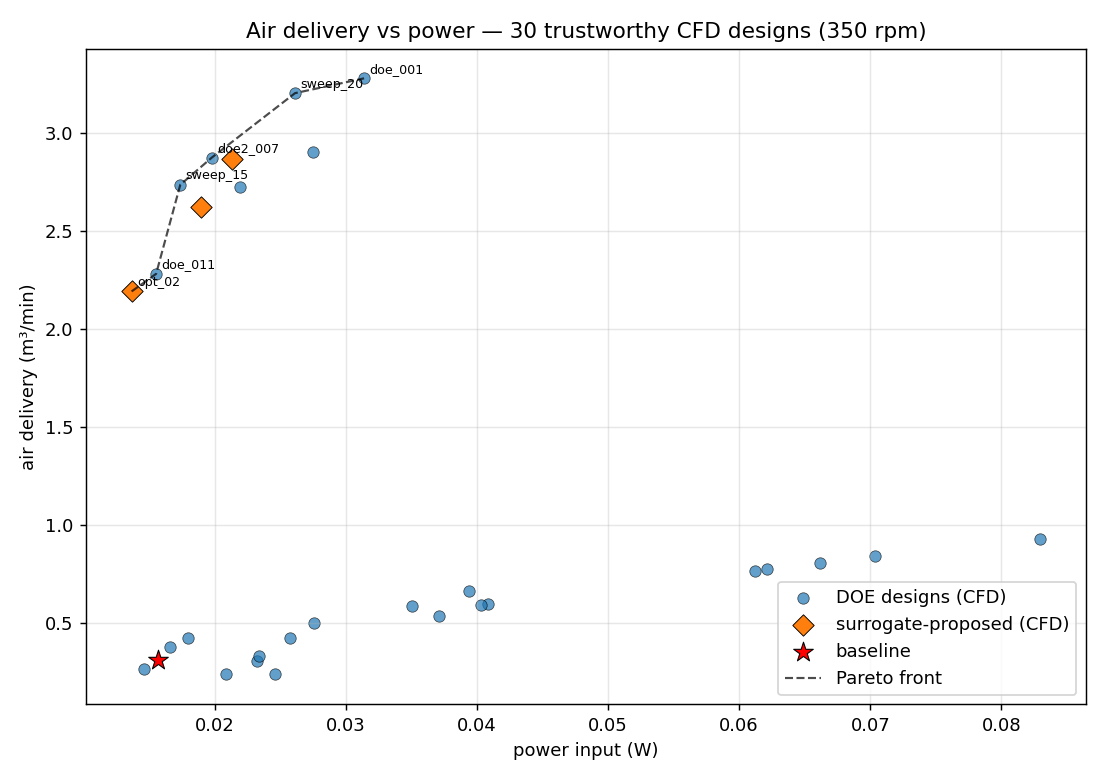 Air delivery vs power — 30 trustworthy CFD designs (350 rpm)
doe_001
sweep_20
3.0
doe2_007
sweep_15
2.5
doe_011
opt_02
2.0
air delivery (m³/min)
1.5
1.0
0.5
DOE designs (CFD)
surrogate-proposed (CFD)
baseline
Pareto front
0.02 0.03 0.04 0.05 0.06 0.07 0.08
power input (W)